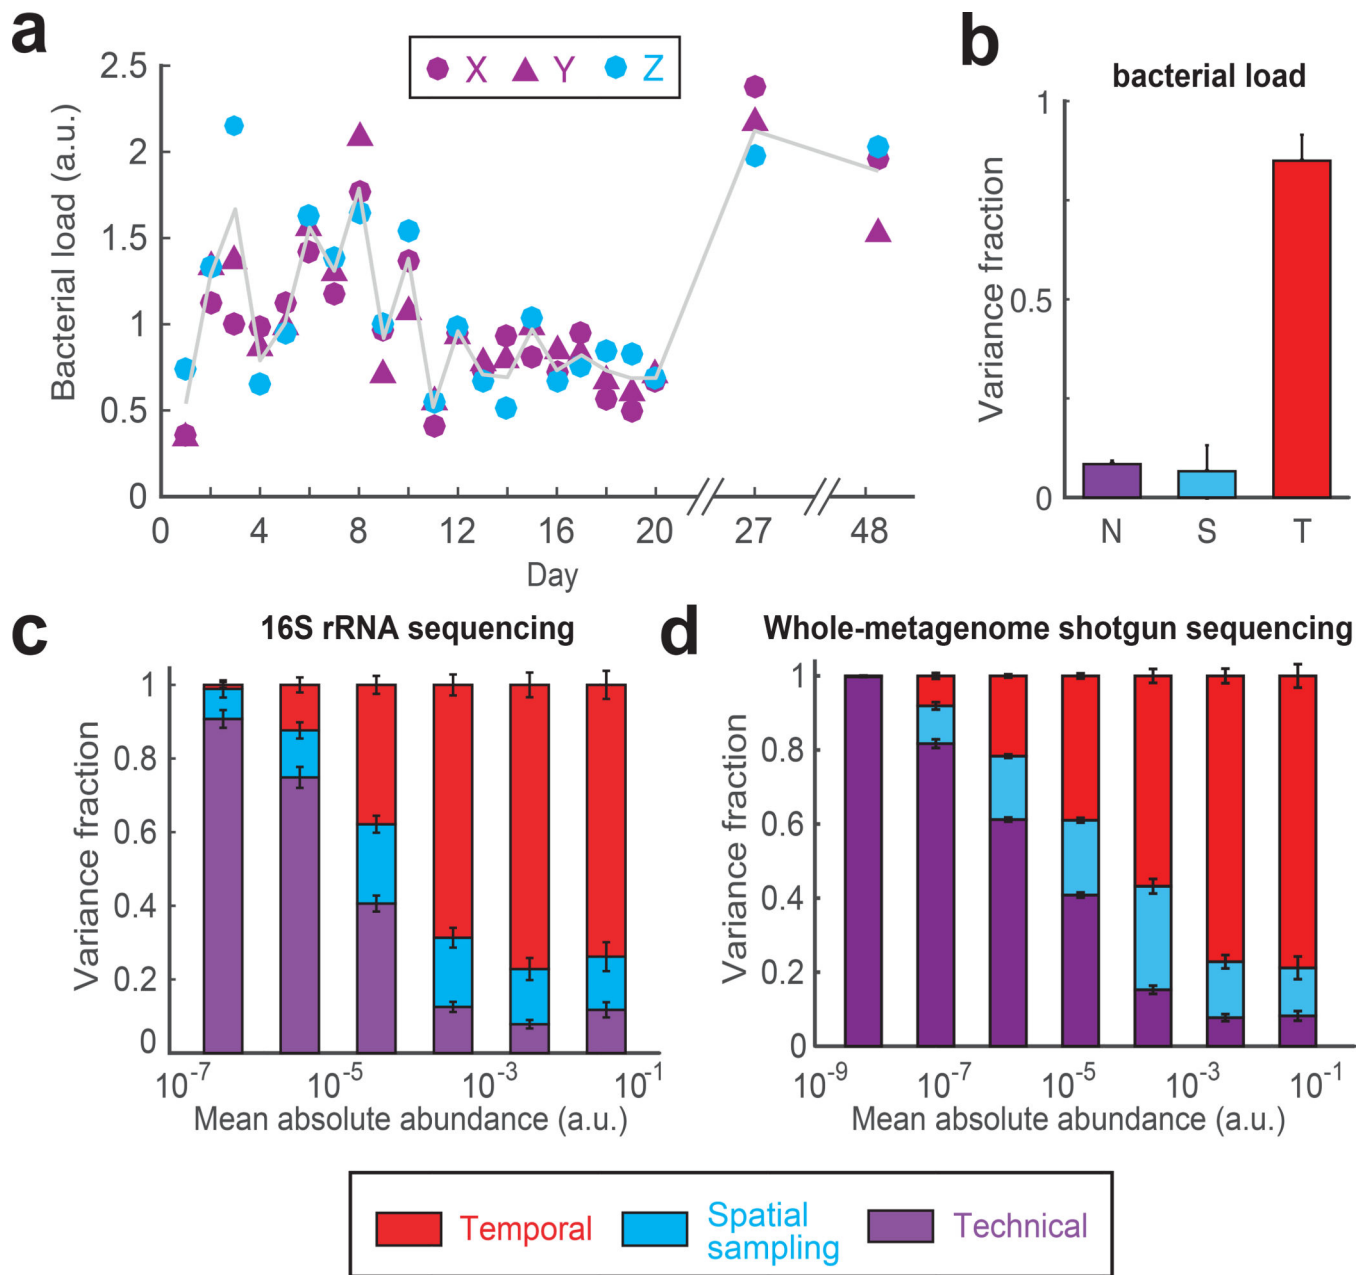 a
X Y Z
Bacterial load (a.u.)
2.5
2
1.5
1
0.5
0
0 4 8 12 16 20 27 48
Day
b
bacterial load
Variance fraction
1
0.5
0
N S T
c
16S rRNA sequencing
Variance fraction
1
0.8
0.6
0.4
0.2
0
10-7 10-5 10-3 10-1
Mean absolute abundance (a.u.)
d
Whole-metagenome shotgun sequencing
Variance fraction
1
0.8
0.6
0.4
0.2
0
10-9 10-7 10-5 10-3 10-1
Mean absolute abundance (a.u.)
Temporal
Spatial
sampling
Technical